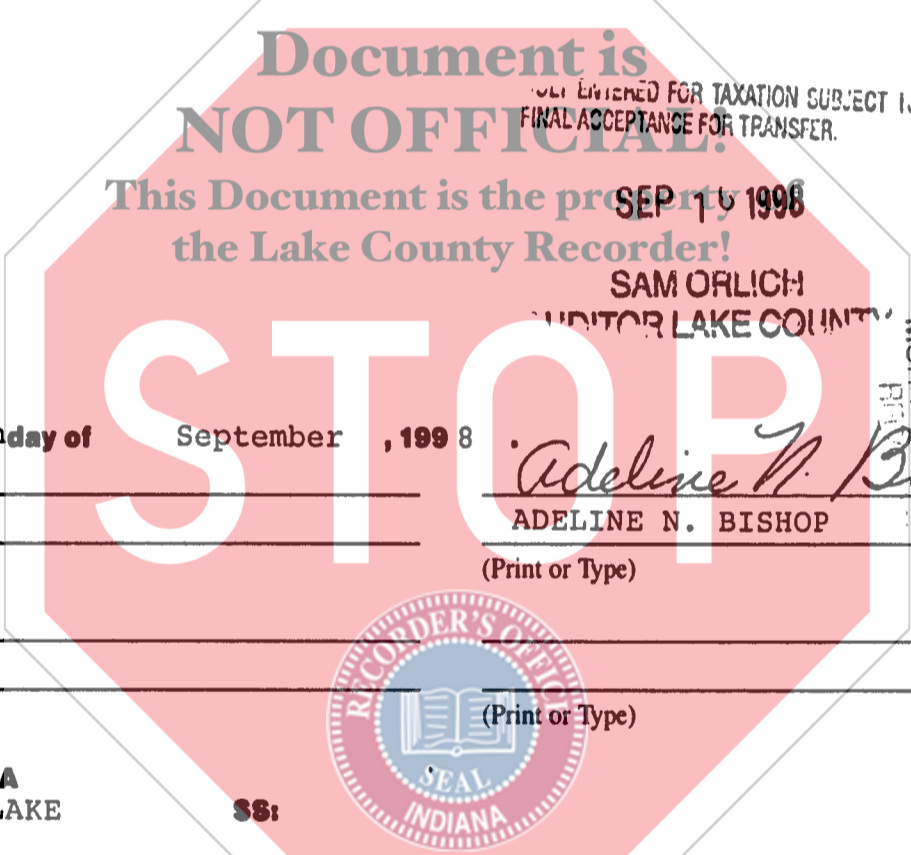 Document is
ENTERED FOR TAXATION SUBJECT
FINAL ACCEPTANCE FOR TRANSFER.
NOT OFFICIAL!
This Document is the property of
SEP 1 1998
the Lake County Recorder!
SAM ORLICH
AUDITOR LAKE COUNTY
STOP
day of September , 1998
Adeline N. B
ADELINE N. BISHOP
(Print or Type)
RECORDER'S OFFICE
(Print or Type)
SEAL
INDIANA
A
LAKE SS: